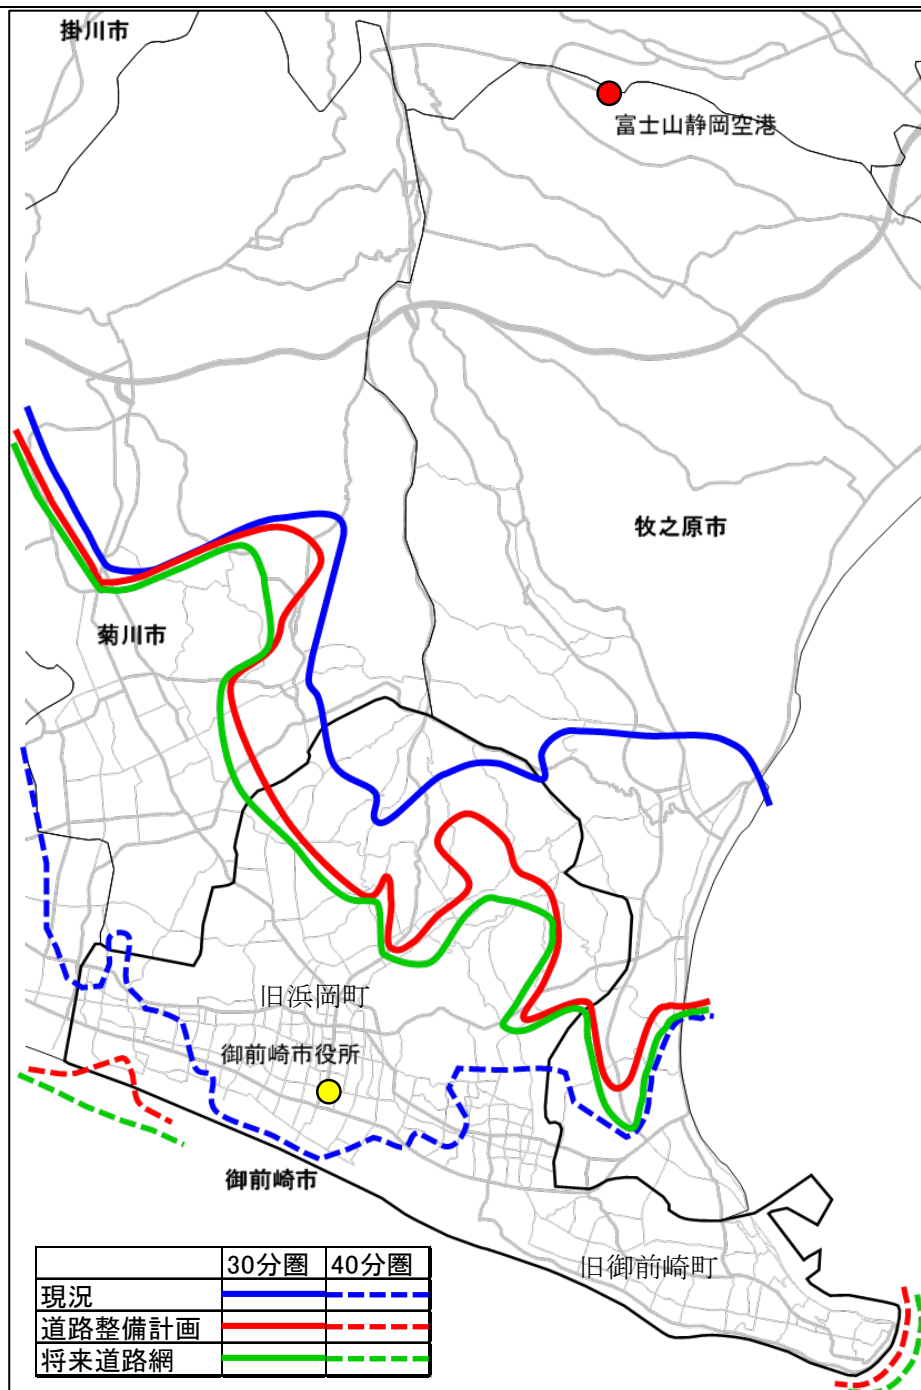 掛川市
富士山静岡空港
牧之原市
菊川市
旧浜岡町
御前崎市役所
御前崎市
旧御前崎町
30分圏 40分圏
現況
道路整備計画
将来道路網